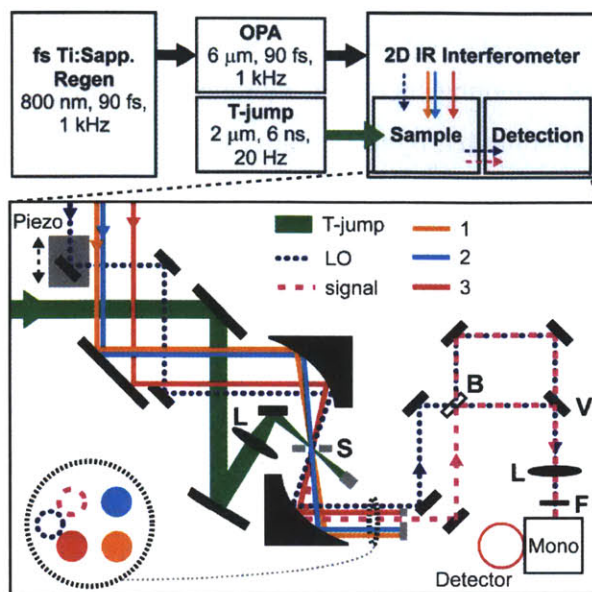 fs Ti:Sapp.
Regen
800 nm, 90 fs,
1 kHz
OPA
6 μm, 90 fs,
1 kHz
T-jump
2 μm, 6 ns,
20 Hz
2D IR Interferometer
Sample
Detection
Piezo
T-jump
LO
signal
1
2
3
L
S
B
V
L
F
Mono
Detector